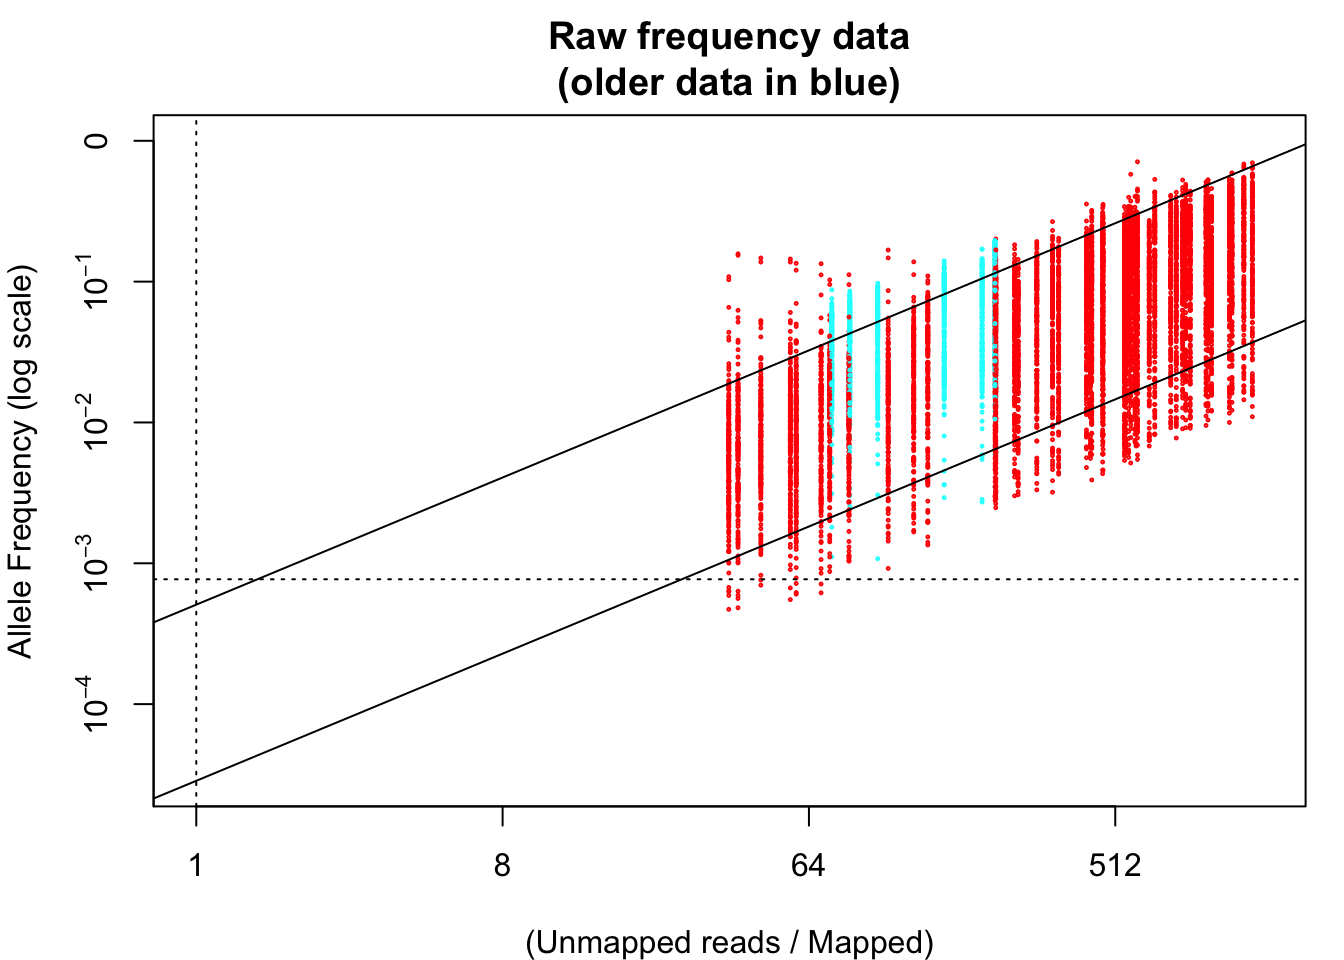 Raw frequency data
(older data in blue)
Allele Frequency (log scale)
0
10⁻¹
10⁻²
10⁻³
10⁻⁴
1 8 64 512
(Unmapped reads / Mapped)